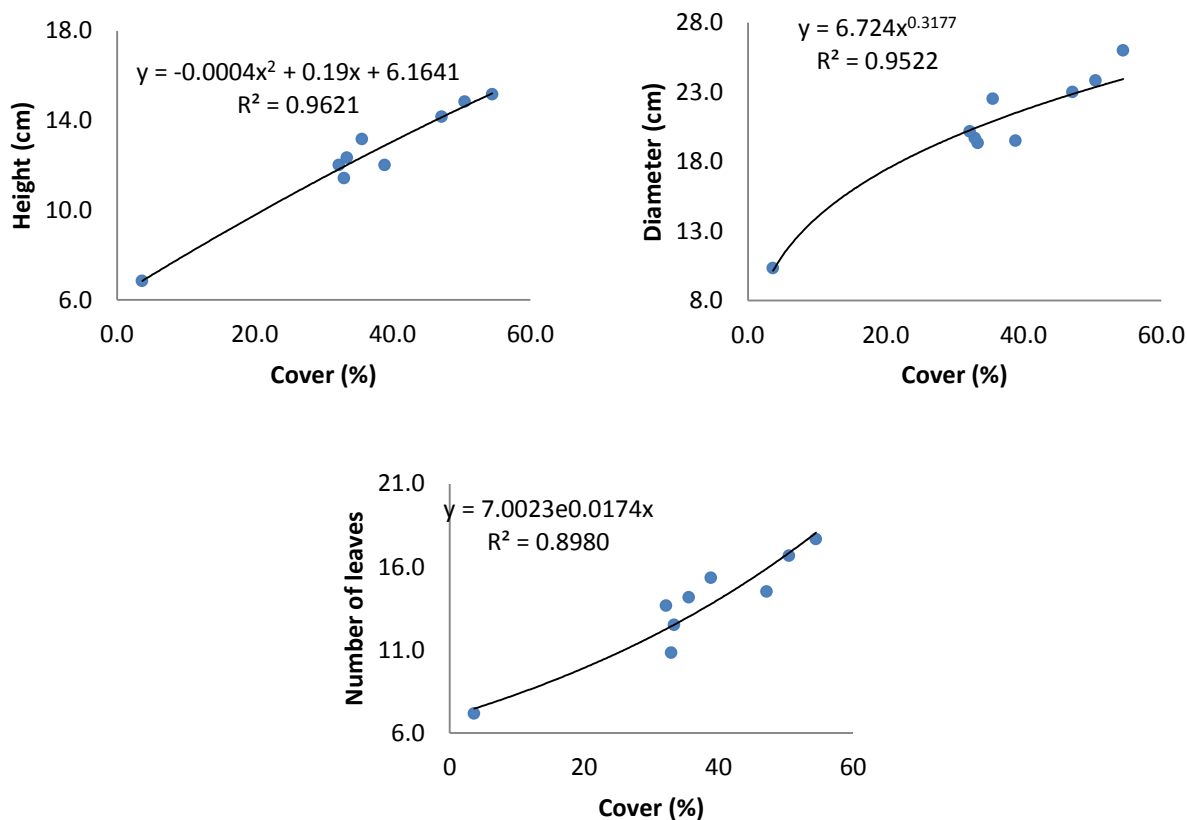 18.0
14.0
10.0
6.0
Height (cm)
y = -0.0004x² + 0.19x + 6.1641
R² = 0.9621
0.0 20.0 40.0 60.0
Cover (%)
28.0
23.0
18.0
13.0
8.0
Diameter (cm)
y = 6.724x^0.3177
R² = 0.9522
0.0 20.0 40.0 60.0
Cover (%)
21.0
16.0
11.0
6.0
Number of leaves
y = 7.0023e0.0174x
R² = 0.8980
0 20 40 60
Cover (%)